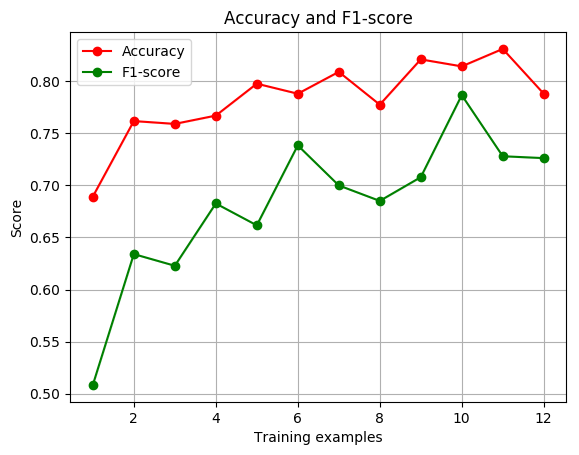 Accuracy and F1-score
Accuracy
F1-score
0.80
0.75
0.70
0.65
0.60
0.55
0.50
Score
2 4 6 8 10 12
Training examples